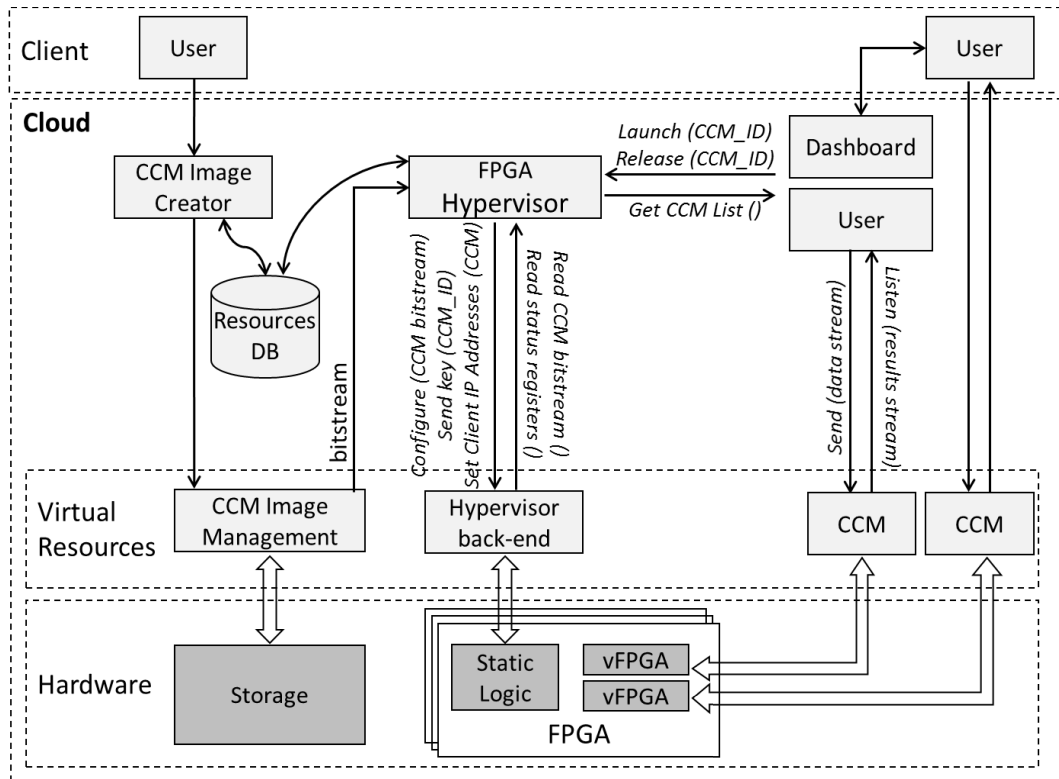 Client
User
User
Cloud
CCM Image
Creator
FPGA
Hypervisor
Launch (CCM_ID)
Release (CCM_ID)
Get CCM List ()
Dashboard
User
Resources
DB
bitstream
Configure (CCM bitstream)
Send key (CCM_ID)
Set Client IP Addresses (CCM)
Read CCM bitstream ()
Read status registers ()
Send (data stream)
Listen (results stream)
Virtual
Resources
CCM Image
Management
Hypervisor
back-end
CCM
CCM
Hardware
Storage
Static
Logic
vFPGA
vFPGA
FPGA